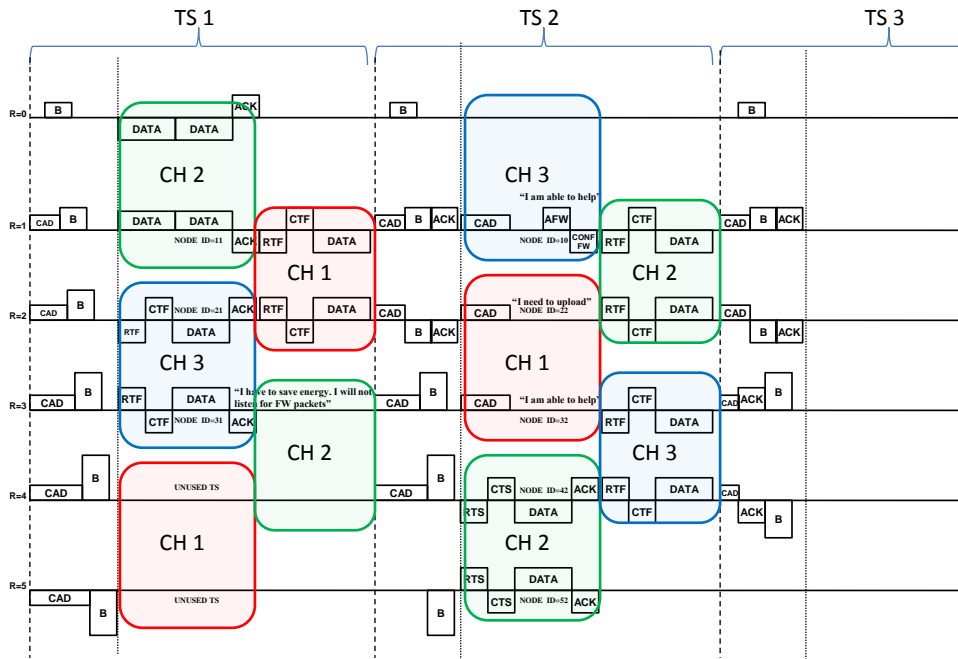 TS 1 TS 2 TS 3
ACK
B B B
R=0
DATA DATA
CH 2 CH 3
"I am able to help"
CAD B DATA DATA CTF CAD B ACK CAD AFW CTF CAD B ACK
R=1
NODE ID=11 ACK RTF DATA NODE ID=10 CONF FW RTF DATA
CH 1 CH 2
CAD B CTF NODE ID=21 ACK RTF DATA CAD CAD "I need to upload" RTF DATA CAD
R=2
RTF DATA CTF B ACK NODE ID=22 CTF B ACK
CH 3 CH 1
CAD B RTF DATA "I have to save energy. I will not
listen for FW packets" CAD B CAD "I am able to help" CTF CAD ACK B
R=3
CTF NODE ID=31 ACK NODE ID=32 RTF DATA
CH 2 CH 3
CAD B UNUSED TS CAD B CTS NODE ID=42 ACK RTF DATA CAD
R=4
RTS DATA CTF ACK B
CH 1 CH 2
RTS DATA
R=5
CAD B UNUSED TS B CTS NODE ID=52 ACK